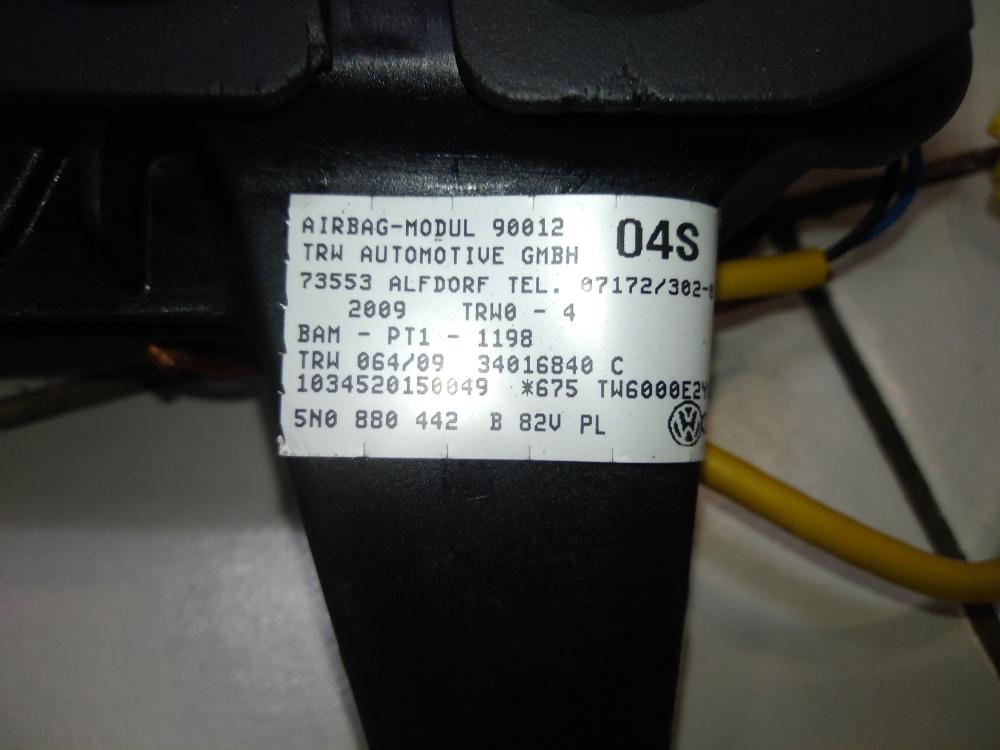 AIRBAG-MODUL 90012 04S
TRW AUTOMOTIVE GMBH
73553 ALFDORF TEL. 07172/302-
2009 TRW0 - 4
BAM - PT1 - 1198
TRW 064/09 34016840 C
1034520150049 *675 TW6000E2Y
5N0 880 442 B 82V PL